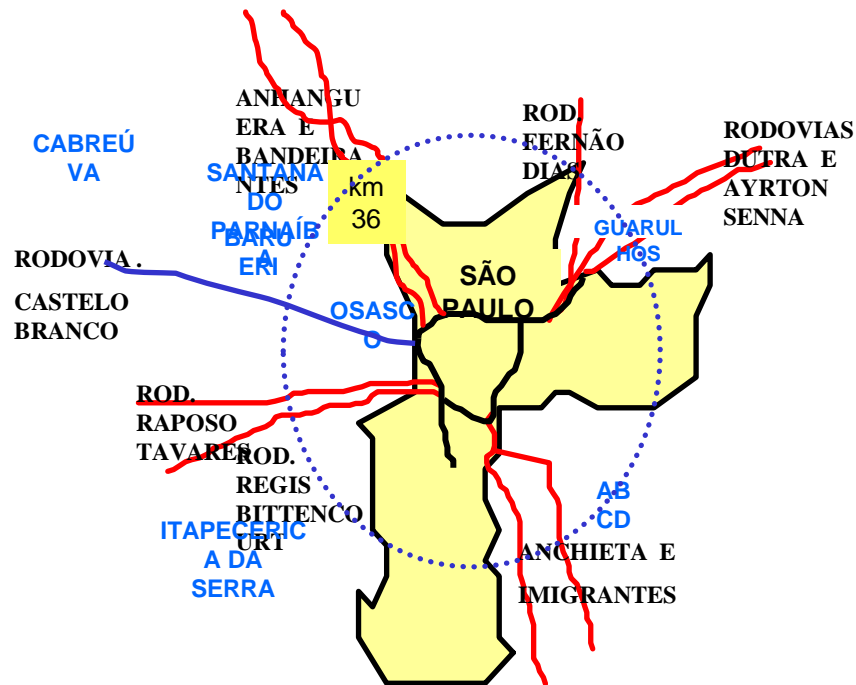 ANHANGU
ERA E
BANDEIRA
NTES
ROD.
FERNÃO
DIAS
RODOVIAS
DUTRA E
AYRTON
SENNA
CABREÚ
VA
SANTANA
DO
PARNAÍB
A
km
36
BARU
ERI
GUARUL
HOS
RODOVIA .
CASTELO
BRANCO
SÃO
PAULO
OSASC
O
ROD.
RAPOSO
TAVARES
ROD.
REGIS
BITTENCO
URT
ITAPECERIC
A DA
SERRA
AB
CD
ANCHIETA E
IMIGRANTES